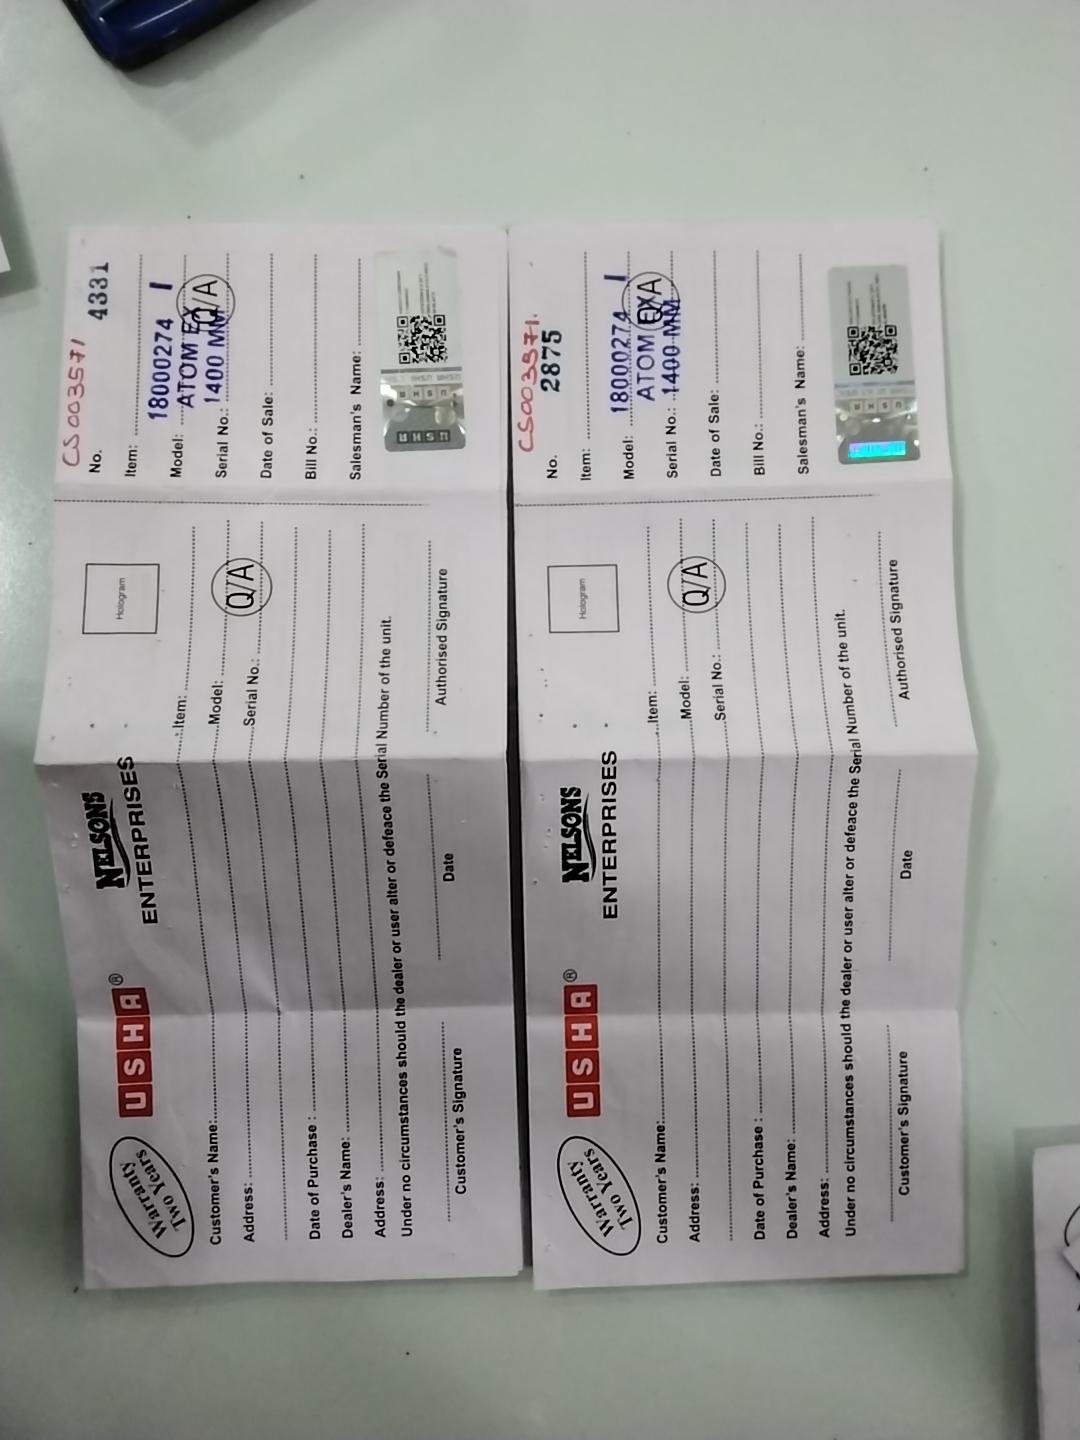 Warranty
Two Years
USHA®
NELSONS
ENTERPRISES
Hologram
Customer's Name:
Item:
Address:
Model:
Q/A
Serial No.:
Date of Purchase :
Dealer's Name:
Address:
Under no circumstances should the dealer or user alter or defeace the Serial Number of the unit.
Customer's Signature
Date
Authorised Signature
CS003571
No. 4331
Item:
18000274 I
Model: ATOM EX
Q/A
Serial No.: 1400 MM
Date of Sale:
Bill No.:
Salesman's Name:
USHA
USHA
Warranty
Two Years
USHA®
NELSONS
ENTERPRISES
Hologram
Customer's Name:
Item:
Address:
Model:
Q/A
Serial No.:
Date of Purchase :
Dealer's Name:
Address:
Under no circumstances should the dealer or user alter or defeace the Serial Number of the unit.
Customer's Signature
Date
Authorised Signature
CS003571.
No. 2875
Item:
Model: 18000274 I
ATOM EX
Q/A
Serial No.: 1400 MM
Date of Sale:
Bill No.:
Salesman's Name:
USHA